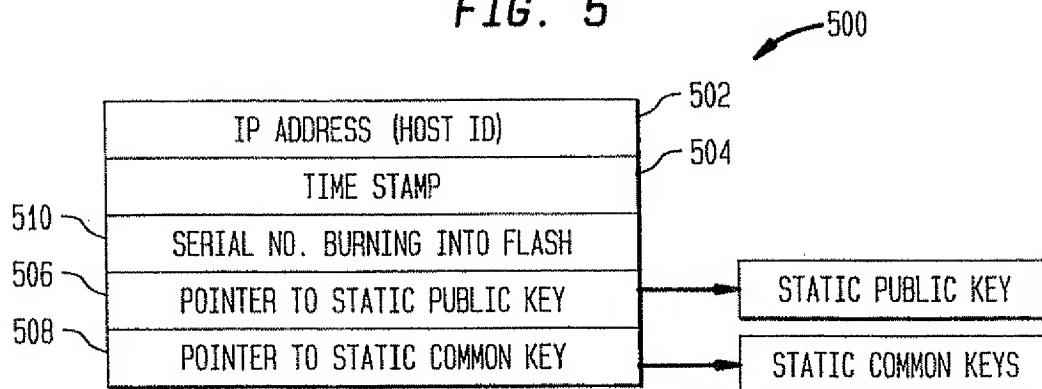 FIG. 5
500
IP ADDRESS (HOST ID)
502
TIME STAMP
504
510
SERIAL NO. BURNING INTO FLASH
506
POINTER TO STATIC PUBLIC KEY
STATIC PUBLIC KEY
508
POINTER TO STATIC COMMON KEY
STATIC COMMON KEYS